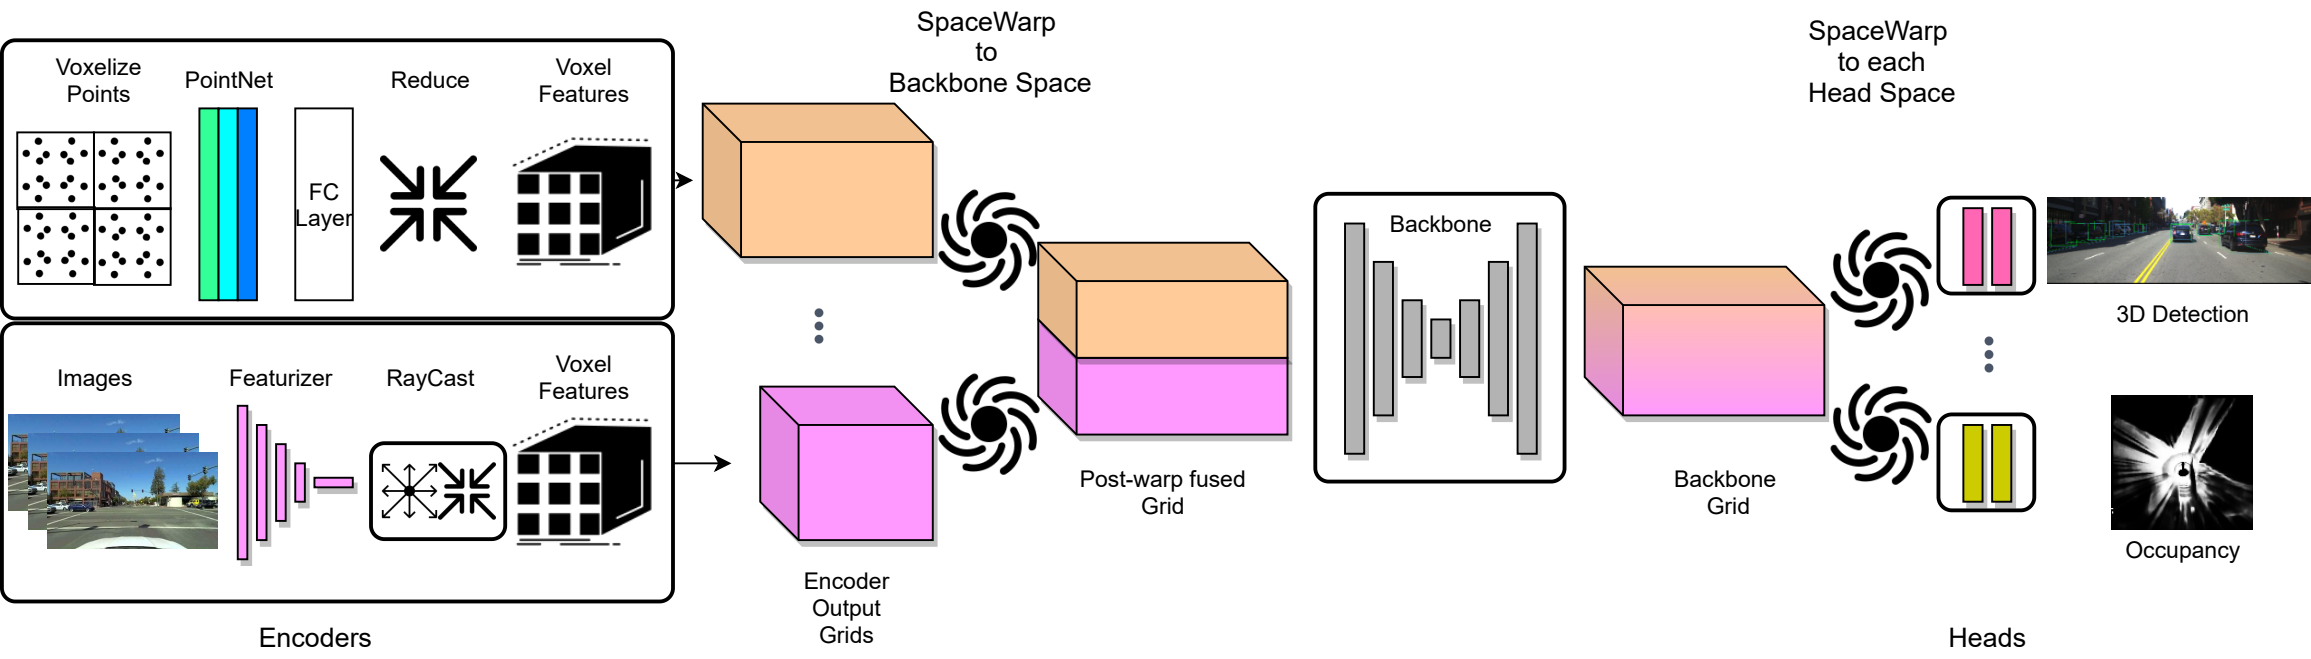 SpaceWarp
to
Backbone Space
SpaceWarp
to each
Head Space
Voxelize
Points
PointNet
Reduce
Voxel
Features
FC
Layer
Backbone
3D Detection
Images
Featurizer
RayCast
Voxel
Features
Post-warp fused
Grid
Backbone
Grid
Occupancy
Encoder
Output
Grids
Encoders
Heads